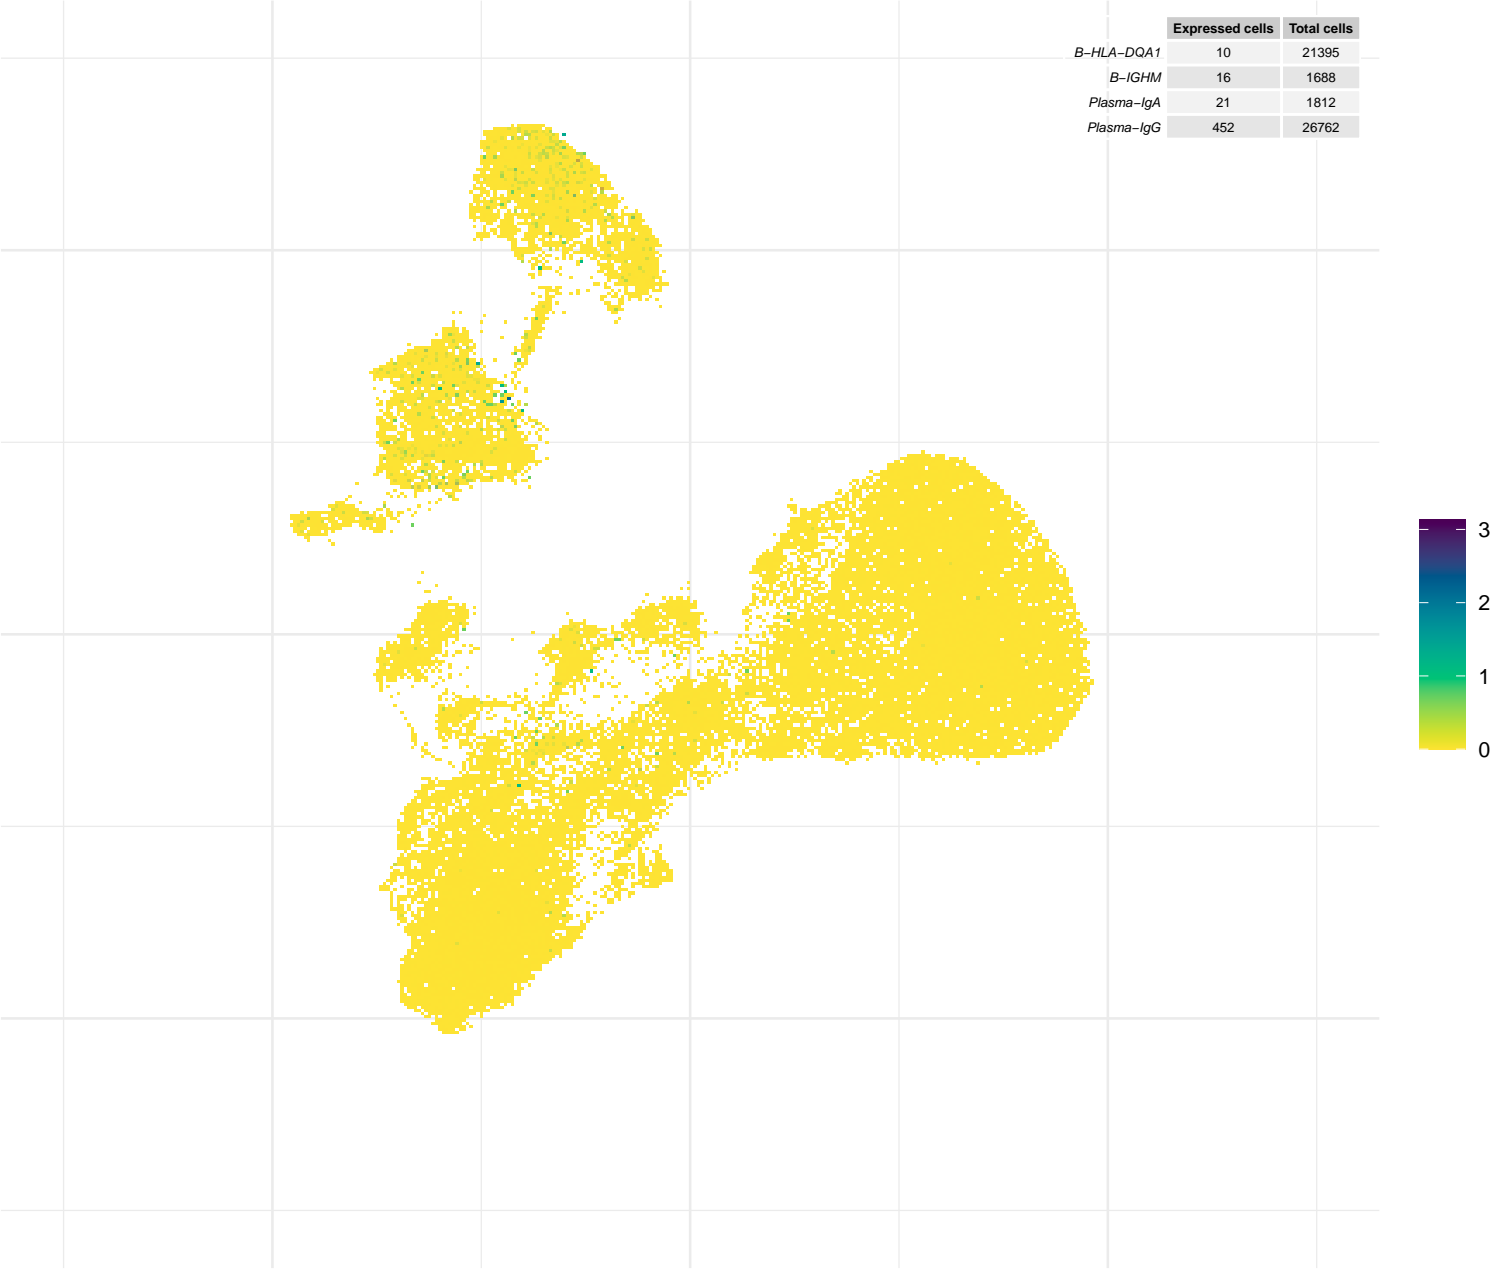 Expressed cells Total cells
B−HLA−DQA1 10 21395
B−IGHM 16 1688
Plasma−IgA 21 1812
Plasma−IgG 452 26762
3
2
1
0